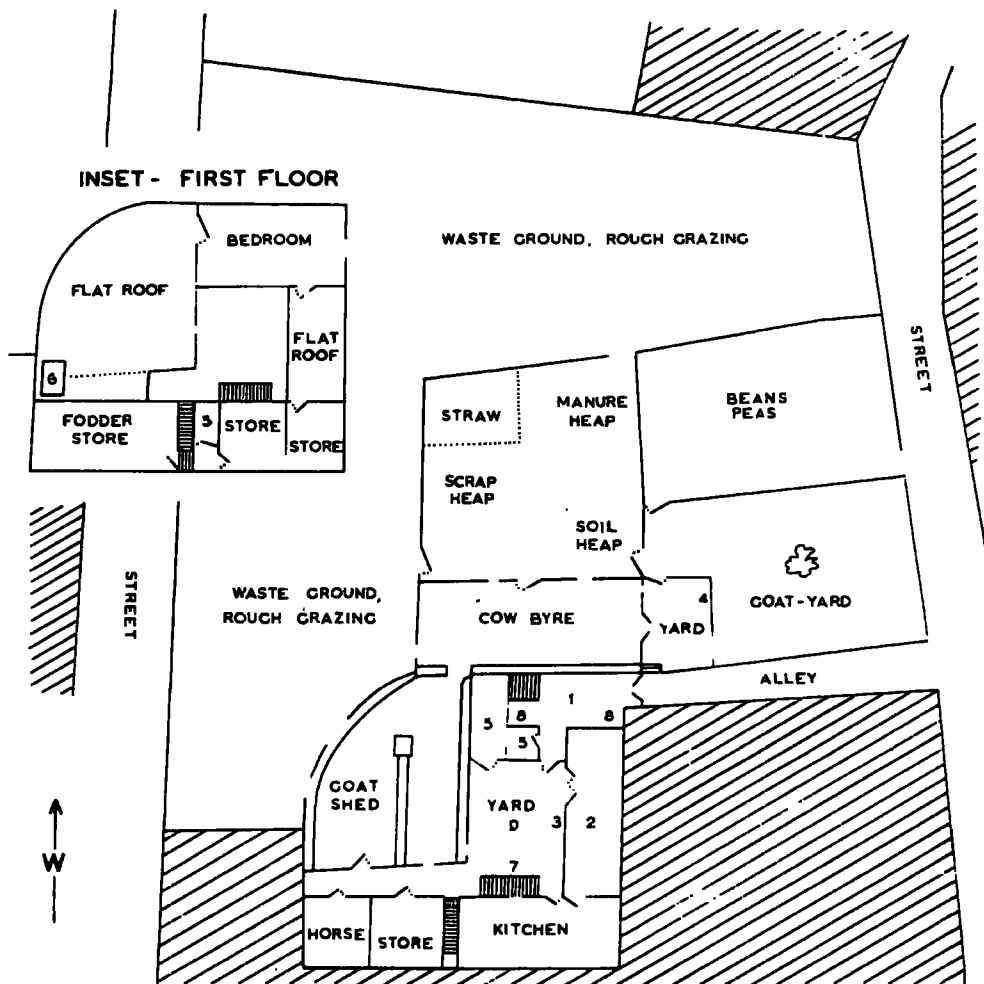 INSET - FIRST FLOOR
BEDROOM
WASTE GROUND, ROUGH GRAZING
FLAT ROOF
FLAT
ROOF
STREET
6
FODDER
STORE
5
STORE
STORE
STRAW
MANURE
HEAP
BEANS
PEAS
SCRAP
HEAP
SOIL
HEAP
STREET
WASTE GROUND,
ROUGH GRAZING
COW BYRE
4
YARD
GOAT-YARD
ALLEY
1
5
8
8
5
GOAT
SHED
YARD
D
3
2
7
W
HORSE
STORE
KITCHEN